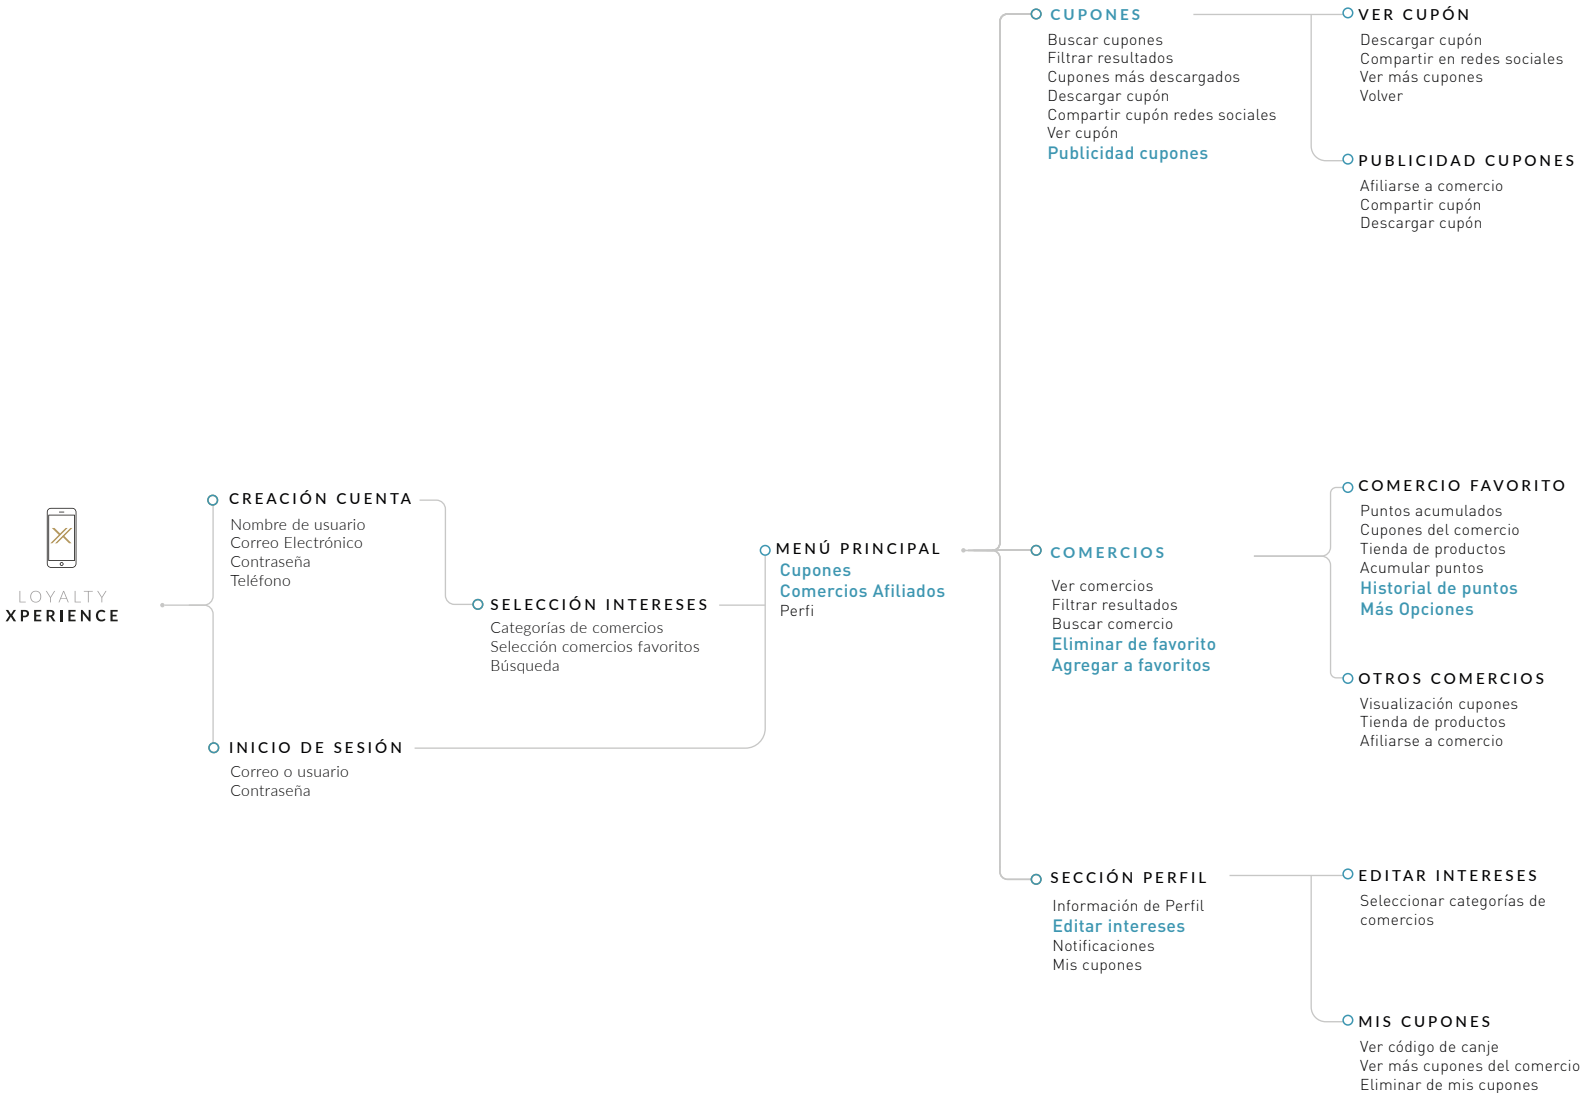 LOYALTY
XPERIENCE
CREACIÓN CUENTA
Nombre de usuario
Correo Electrónico
Contraseña
Teléfono
INICIO DE SESIÓN
Correo o usuario
Contraseña
SELECCIÓN INTERESES
Categorías de comercios
Selección comercios favoritos
Búsqueda
MENÚ PRINCIPAL
Cupones
Comercios Afiliados
Perfi
CUPONES
Buscar cupones
Filtrar resultados
Cupones más descargados
Descargar cupón
Compartir cupón redes sociales
Ver cupón
Publicidad cupones
VER CUPÓN
Descargar cupón
Compartir en redes sociales
Ver más cupones
Volver
PUBLICIDAD CUPONES
Afiliarse a comercio
Compartir cupón
Descargar cupón
COMERCIOS
Ver comercios
Filtrar resultados
Buscar comercio
Eliminar de favorito
Agregar a favoritos
COMERCIO FAVORITO
Puntos acumulados
Cupones del comercio
Tienda de productos
Acumular puntos
Historial de puntos
Más Opciones
OTROS COMERCIOS
Visualización cupones
Tienda de productos
Afiliarse a comercio
SECCIÓN PERFIL
Información de Perfil
Editar intereses
Notificaciones
Mis cupones
EDITAR INTERESES
Seleccionar categorías de
comercios
MIS CUPONES
Ver código de canje
Ver más cupones del comercio
Eliminar de mis cupones